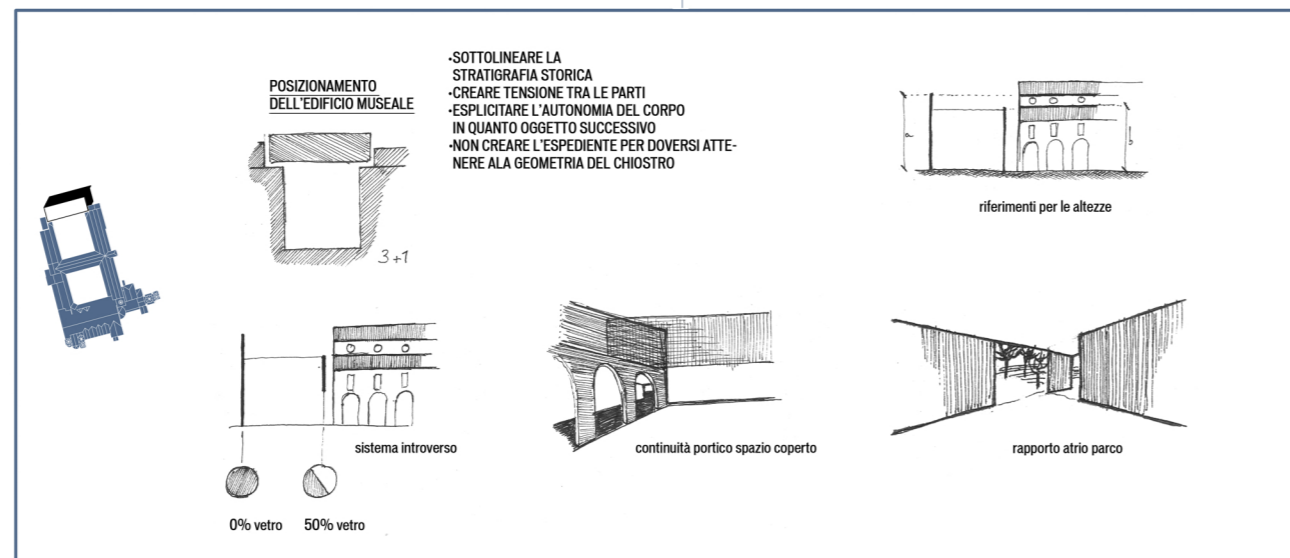 POSIZIONAMENTO
DELL'EDIFICIO MUSEALE
•SOTTOLINEARE LA
STRATIGRAFIA STORICA
•CREARE TENSIONE TRA LE PARTI
•ESPLICITARE L'AUTONOMIA DEL CORPO
IN QUANTO OGGETTO SUCCESSIVO
•NON CREARE L'ESPEDIENTE PER DOVERSI ATTE-
NERE ALA GEOMETRIA DEL CHIOSTRO
3+1
riferimenti per le altezze
sistema introverso
0% vetro 50% vetro
continuità portico spazio coperto
rapporto atrio parco